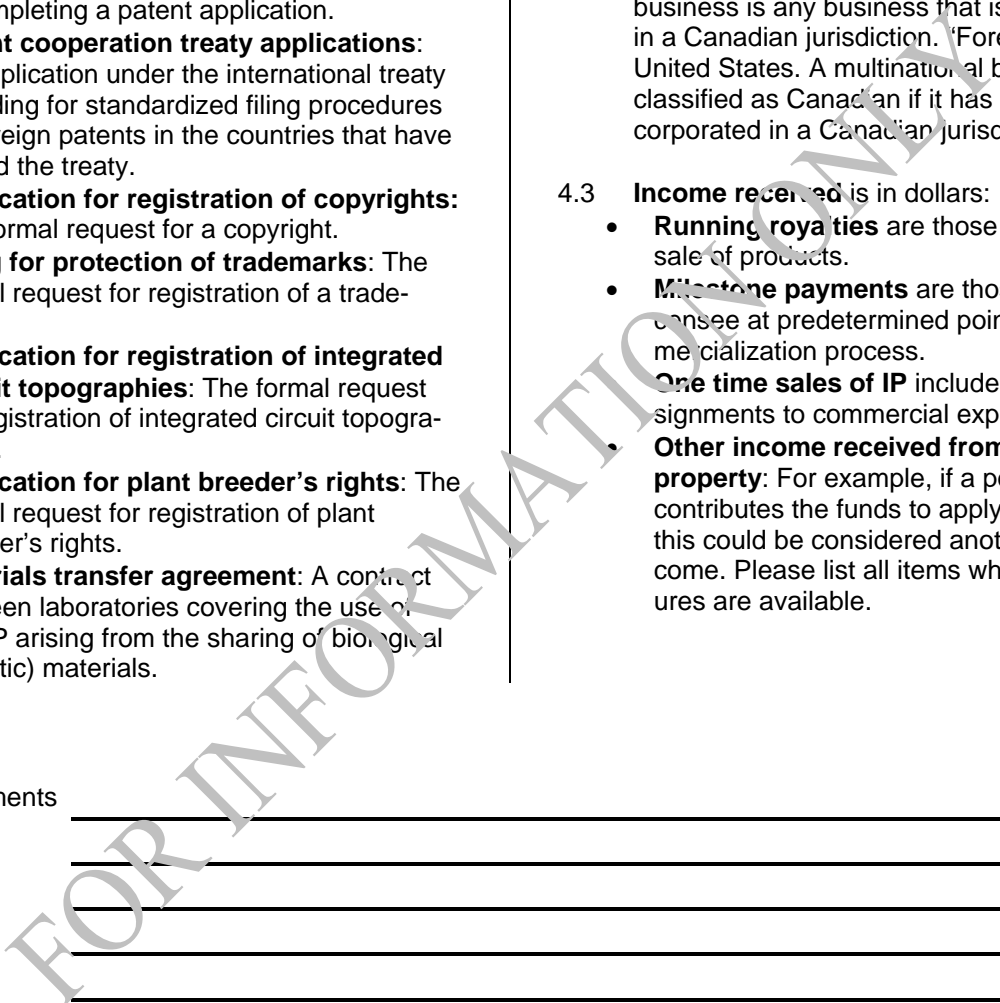 mpleting a patent application.
nt cooperation treaty applications:
plication under the international treaty
ding for standardized filing procedures
reign patents in the countries that have
d the treaty.
cation for registration of copyrights:
ormal request for a copyright.
g for protection of trademarks: The
l request for registration of a trade-
cation for registration of integrated
it topographies: The formal request
gistration of integrated circuit topogra-
cation for plant breeder’s rights: The
l request for registration of plant
er’s rights.
rials transfer agreement: A contract
een laboratories covering the use of
P arising from the sharing of biological
tic) materials.
business is any business that is
in a Canadian jurisdiction. “Fore
United States. A multinational b
classified as Canadian if it has
corporated in a Canadian jurisd
4.3 Income received is in dollars:
• Running royalties are those
sale of products.
• Milestone payments are thos
censee at predetermined poin
mercialization process.
One time sales of IP include
signments to commercial exp
• Other income received from
property: For example, if a po
contributes the funds to apply
this could be considered anot
come. Please list all items wh
ures are available.
nents
FOR INFORMATION ONLY